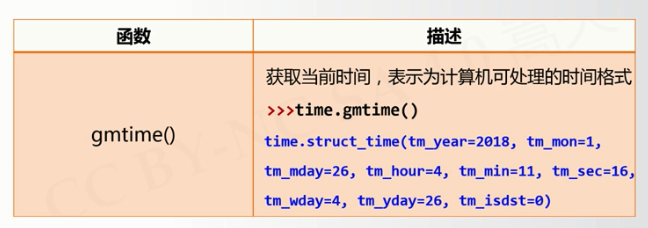 函数
描述
gmtime()
获取当前时间，表示为计算机可处理的时间格式
>>>time.gmtime()
time.struct_time(tm_year=2018, tm_mon=1,
tm_mday=26, tm_hour=4, tm_min=11, tm_sec=16,
tm_wday=4, tm_yday=26, tm_isdst=0)